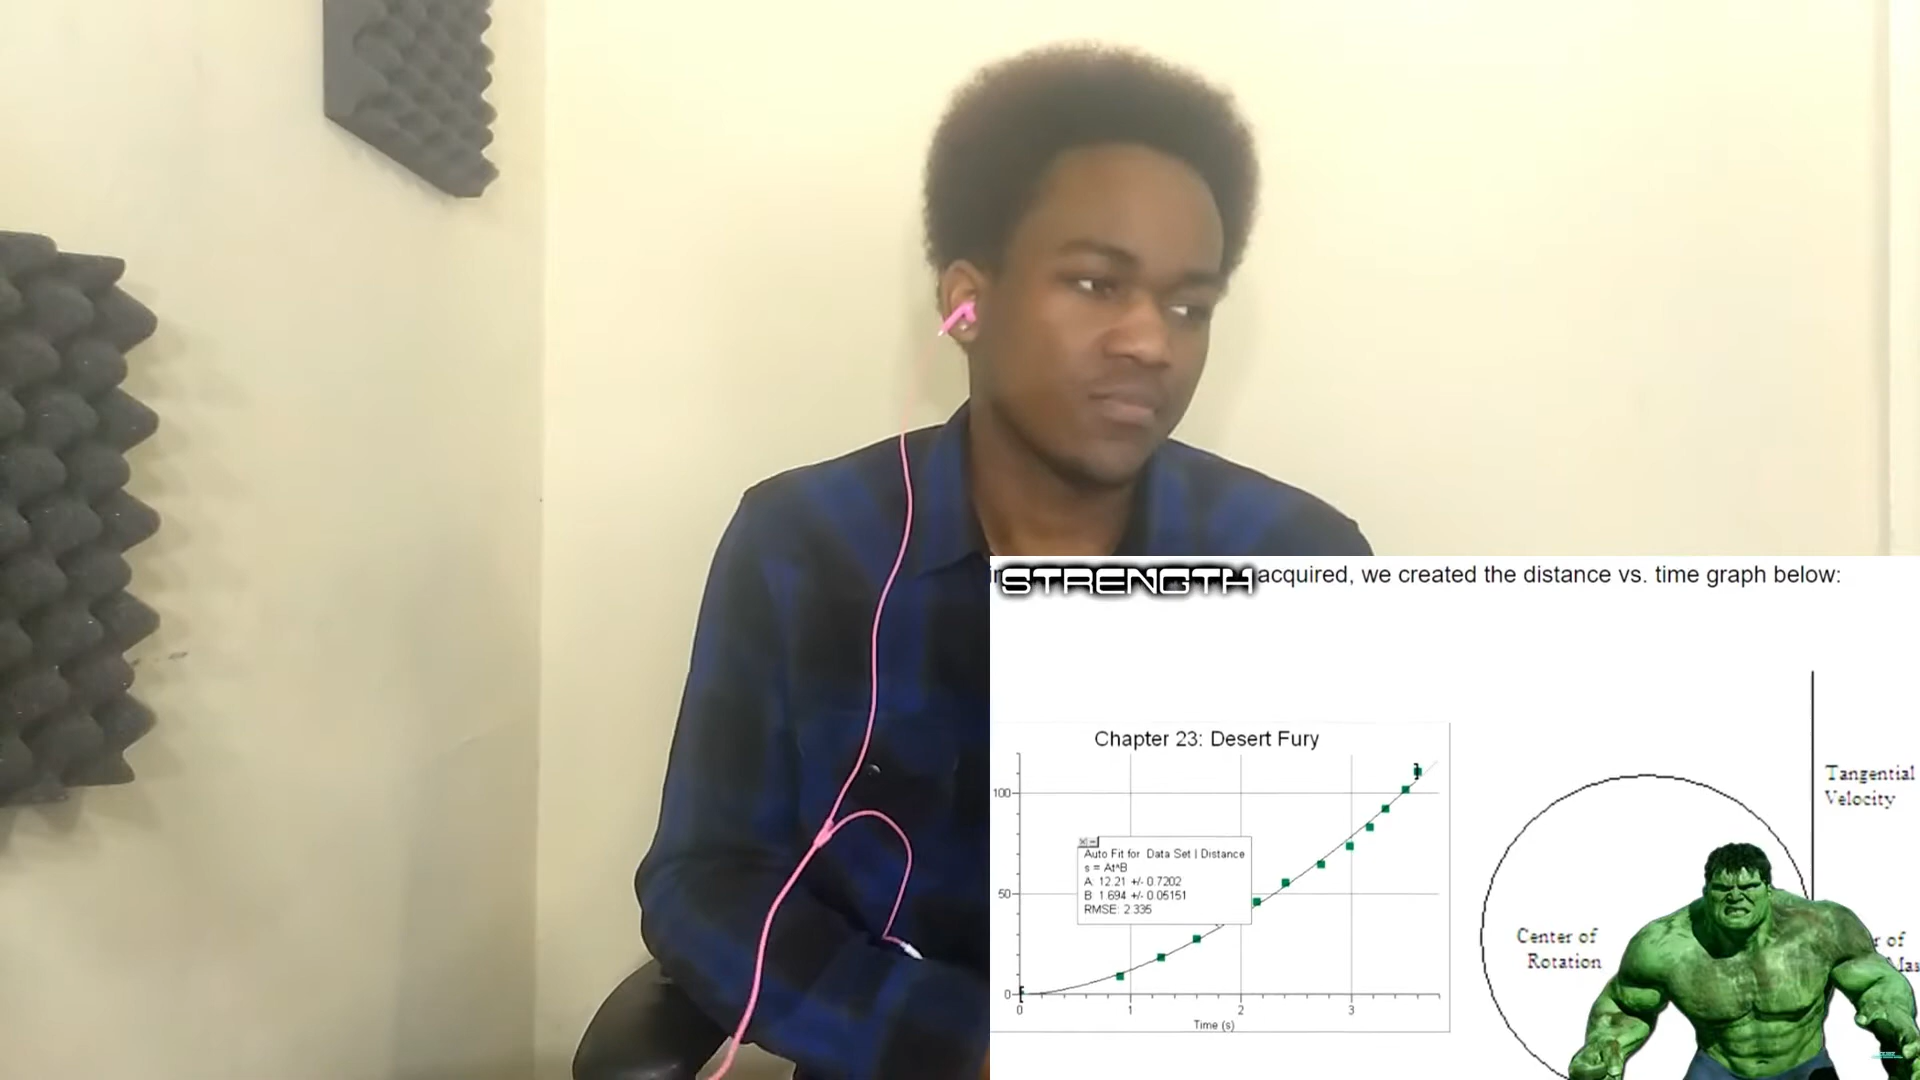 STRENGTH acquired, we created the distance vs. time graph below:
Chapter 23: Desert Fury
100
50
0
Auto Fit for Data Set | Distance
s = At^B
A: 12.21 +/- 0.7202
B: 1.694 +/- 0.05151
RMSE: 2.335
0 1 2 3
Time (s)
Tangential
Velocity
Center of
Rotation
of